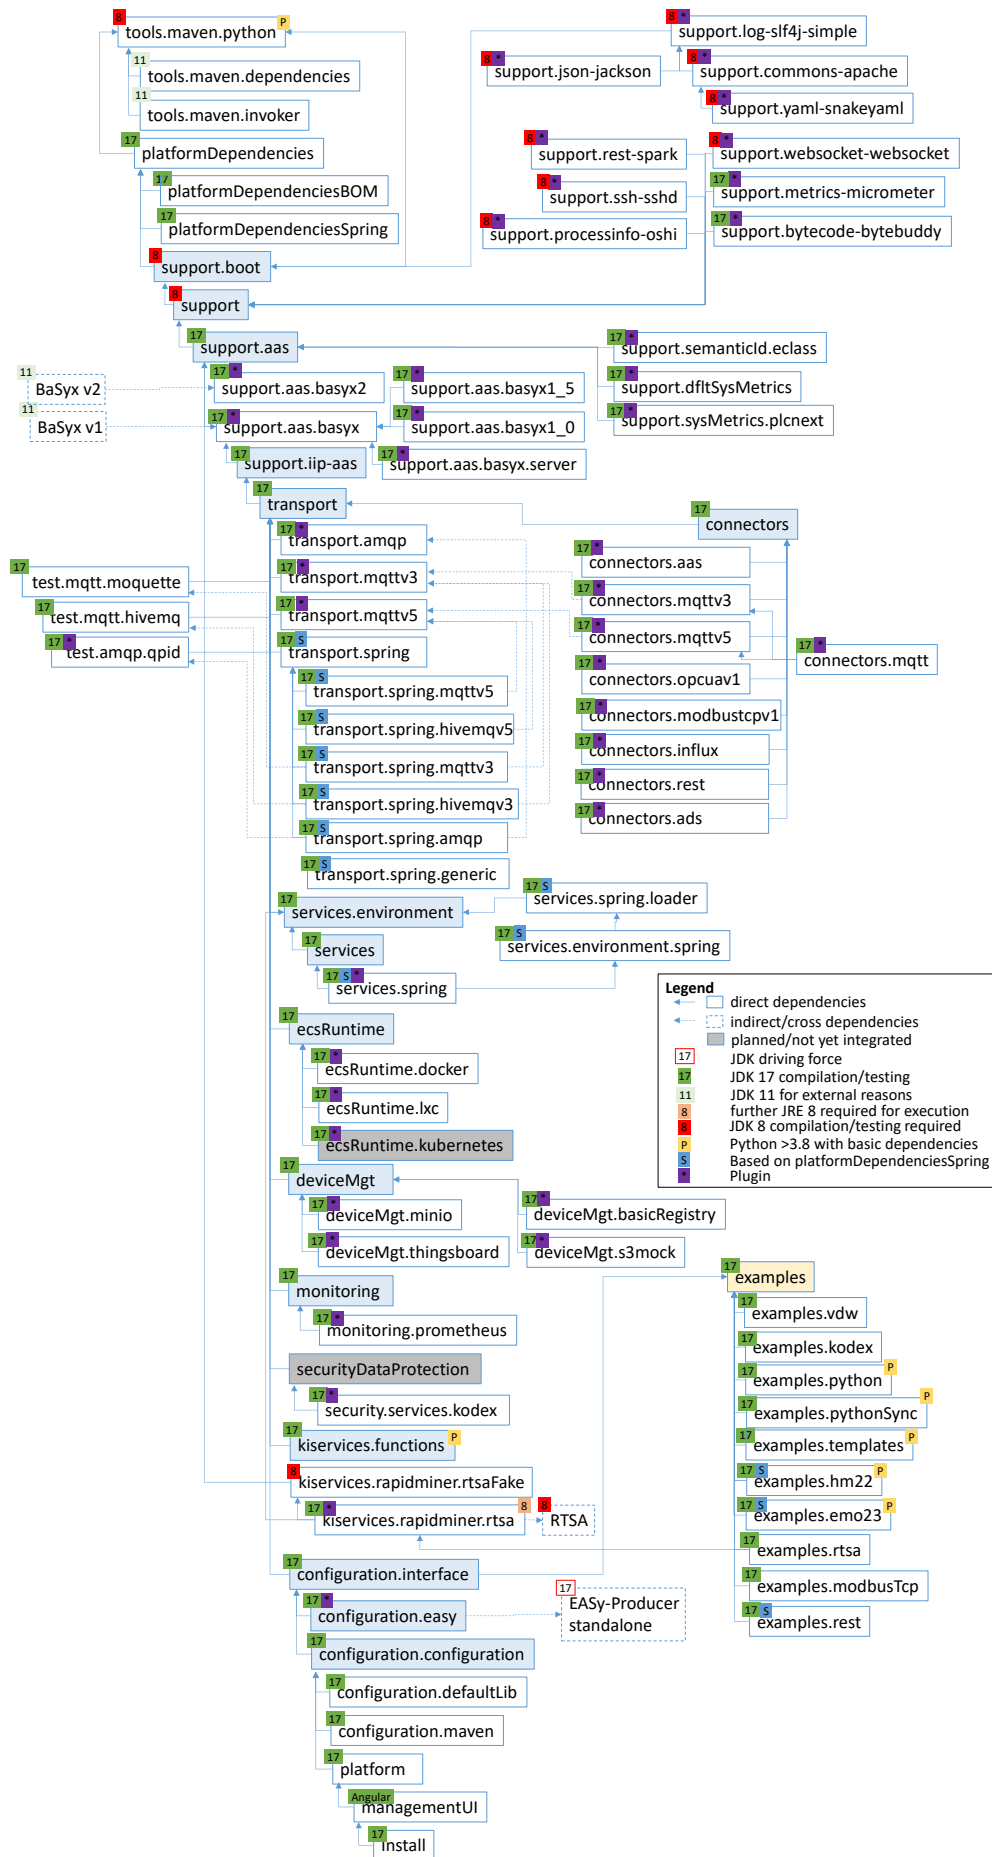 8
tools.maven.python
P
11
tools.maven.dependencies
11
tools.maven.invoker
17
platformDependencies
17
platformDependenciesBOM
17
platformDependenciesSpring
8
support.boot
8
support
17
support.aas
8 *
support.log-slf4j-simple
8 *
support.json-jackson
8 *
support.commons-apache
8 *
support.yaml-snakeyaml
8 *
support.rest-spark
8 *
support.websocket-websocket
8 *
support.ssh-sshd
17 *
support.metrics-micrometer
8 *
support.processinfo-oshi
17 *
support.bytecode-bytebuddy
17 *
support.semanticId.eclass
17 *
support.dfltSysMetrics
17 *
support.sysMetrics.plcnext
11
BaSyx v2
11
BaSyx v1
17 *
support.aas.basyx2
17 *
support.aas.basyx1_5
17 *
support.aas.basyx
17 *
support.aas.basyx1_0
17
support.iip-aas
17 *
support.aas.basyx.server
17
transport
17
connectors
17 *
transport.amqp
17 *
transport.mqttv3
17 *
transport.mqttv5
17 S
transport.spring
17
test.mqtt.moquette
17
test.mqtt.hivemq
17 *
test.amqp.qpid
17 S
transport.spring.mqttv5
17 S
transport.spring.hivemqv5
17 S
transport.spring.mqttv3
17 S
transport.spring.hivemqv3
17 S
transport.spring.amqp
17 S
transport.spring.generic
17 *
connectors.aas
17 *
connectors.mqttv3
17 *
connectors.mqttv5
17 *
connectors.mqtt
17 *
connectors.opcuav1
17 *
connectors.modbustcpv1
17 *
connectors.influx
17 *
connectors.rest
17 *
connectors.ads
17
services.environment
17 S
services.spring.loader
17
services
17 S
services.environment.spring
17 S *
services.spring
Legend
direct dependencies
indirect/cross dependencies
planned/not yet integrated
17 JDK driving force
17 JDK 17 compilation/testing
11 JDK 11 for external reasons
8 further JRE 8 required for execution
8 JDK 8 compilation/testing required
P Python >3.8 with basic dependencies
S Based on platformDependenciesSpring
* Plugin
17
ecsRuntime
17 *
ecsRuntime.docker
17 *
ecsRuntime.lxc
17 *
ecsRuntime.kubernetes
17
deviceMgt
17 *
deviceMgt.minio
17 *
deviceMgt.basicRegistry
17 *
deviceMgt.thingsboard
17 *
deviceMgt.s3mock
17
monitoring
17 *
monitoring.prometheus
securityDataProtection
17 *
security.services.kodex
17
kiservices.functions
P
8
kiservices.rapidminer.rtsaFake
17 *
kiservices.rapidminer.rtsa
8
8
RTSA
17
configuration.interface
17 *
configuration.easy
17
EASy-Producer
standalone
17
configuration.configuration
17
configuration.defaultLib
17
configuration.maven
17
platform
Angular
managementUI
17
Install
17
examples
17
examples.vdw
17
examples.kodex
17
examples.python
P
17
examples.pythonSync
P
17
examples.templates
P
17 S
examples.hm22
P
17 S
examples.emo23
P
17
examples.rtsa
17
examples.modbusTcp
17 S
examples.rest